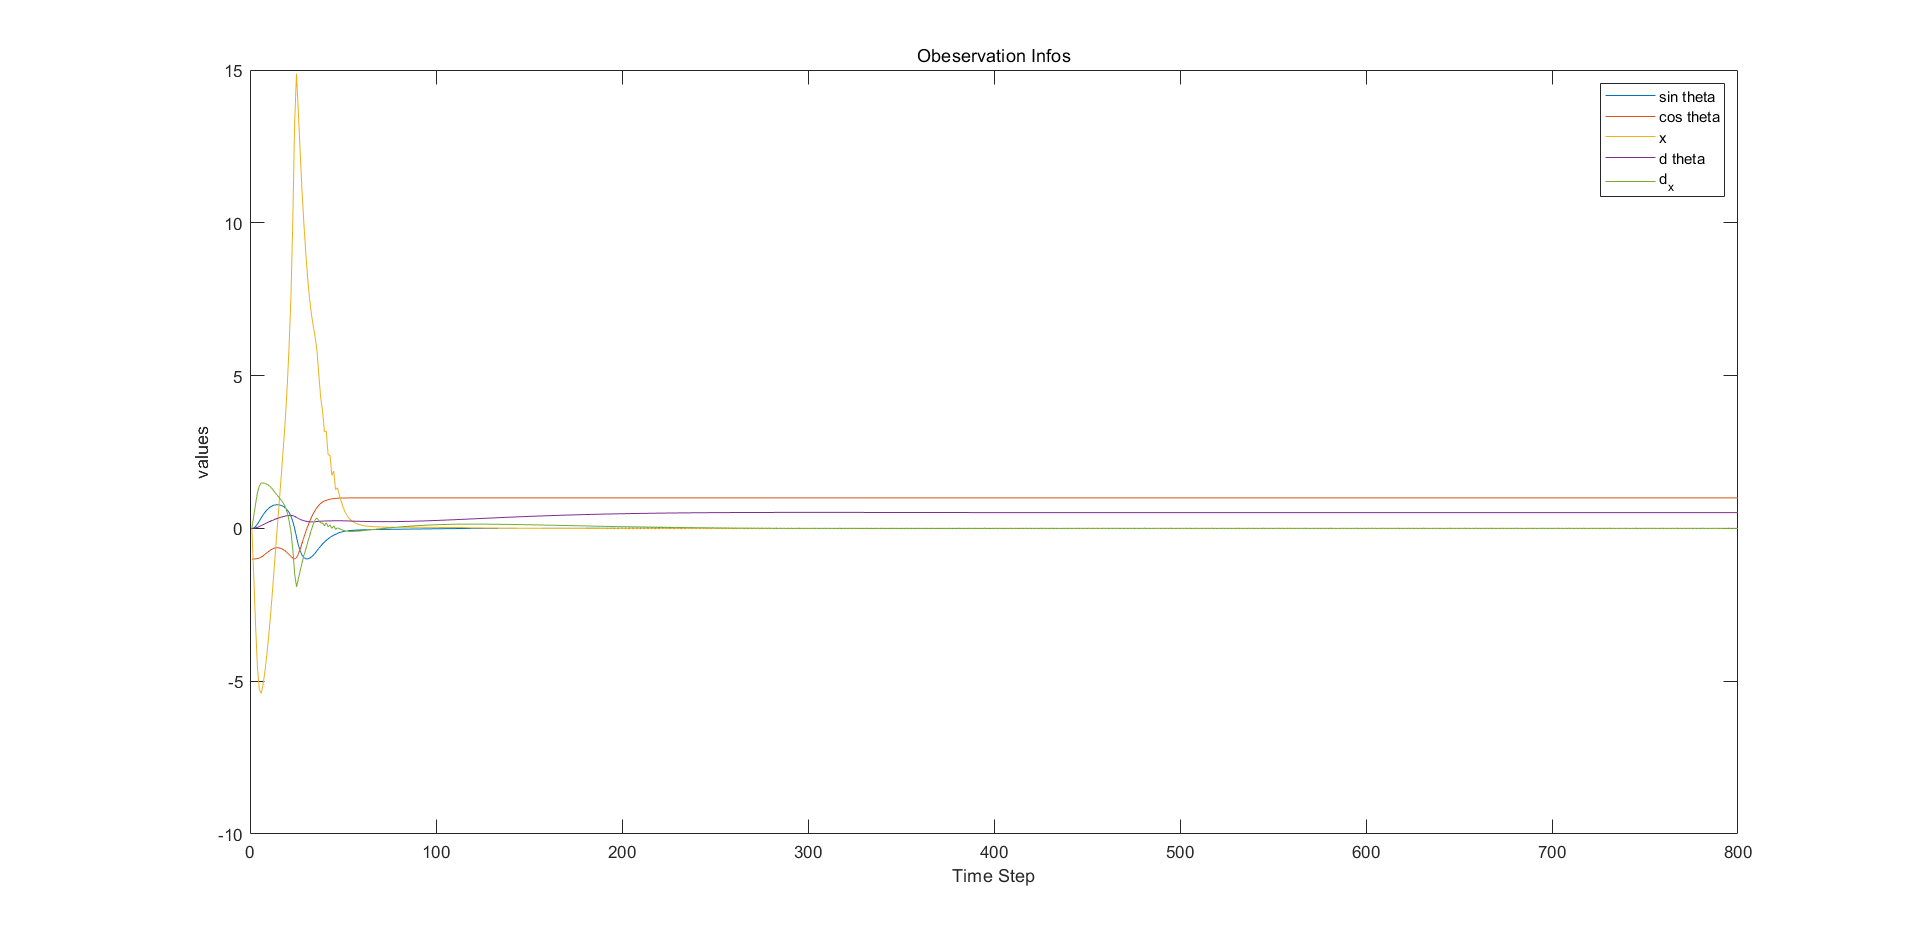 Obeservation Infos
15
10
5
0
-5
-10
values
0 100 200 300 400 500 600 700 800
Time Step
sin theta
cos theta
x
d theta
d_x